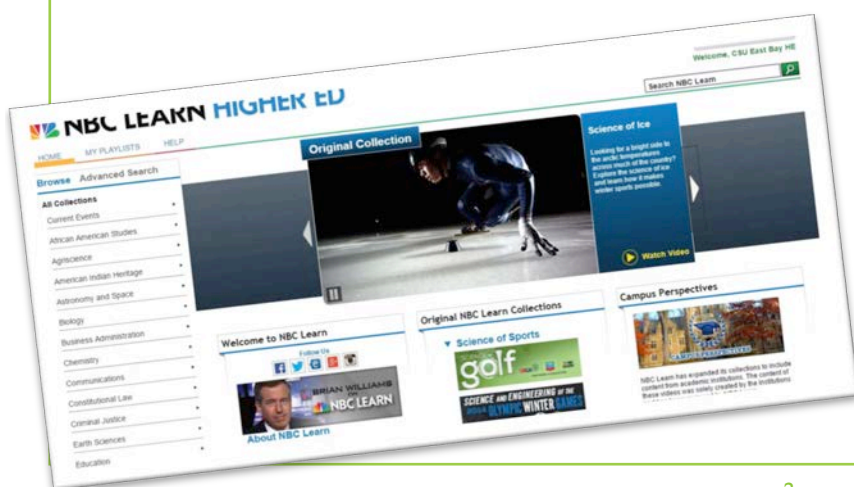 Welcome, CSU East Bay HE
NBC LEARN HIGHER ED
Search NBC Learn
HOME MY PLAYLISTS HELP
Browse Advanced Search
All Collections
Current Events
African American Studies
Agriscience
American Indian Heritage
Astronomy and Space
Biology
Business Administration
Chemistry
Communications
Constitutional Law
Criminal Justice
Earth Sciences
Education
Original Collection
Science of Ice
Looking for a bright side to
the arctic temperatures
across much of the country?
Explore the science of ice
and learn how it makes
winter sports possible.
Watch Video
Welcome to NBC Learn
Follow Us
BRIAN WILLIAMS
NBC LEARN
About NBC Learn
Original NBC Learn Collections
Science of Sports
golf
SCIENCE AND ENGINEERING OF THE
2014 OLYMPIC WINTER GAMES
Campus Perspectives
CAMPUS PERSPECTIVES
NBC Learn has expanded its collections to include
content from academic institutions. The content of
these videos was solely created by the institutions